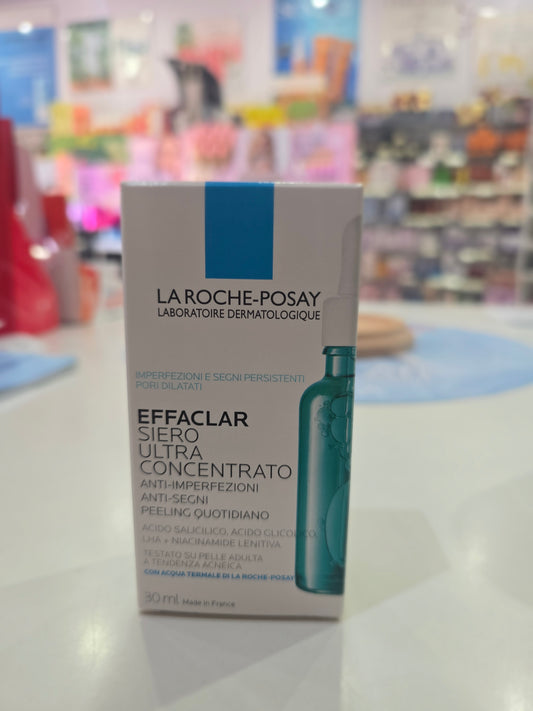 LA ROCHE-POSAY
LABORATOIRE DERMATOLOGIQUE
IMPERFEZIONI E SEGNI PERSISTENTI
PORI DILATATI
EFFACLAR
SIERO
ULTRA
CONCENTRATO
ANTI-IMPERFEZIONI
ANTI-SEGNI
PEELING QUOTIDIANO
ACIDO SALICILICO, ACIDO GLICOLICO,
LHA + NIACINAMIDE LENITIVA
TESTATO SU PELLE ADULTA
A TENDENZA ACNEICA
CON ACQUA TERMALE DI LA ROCHE-POSAY
30 ml Made in France